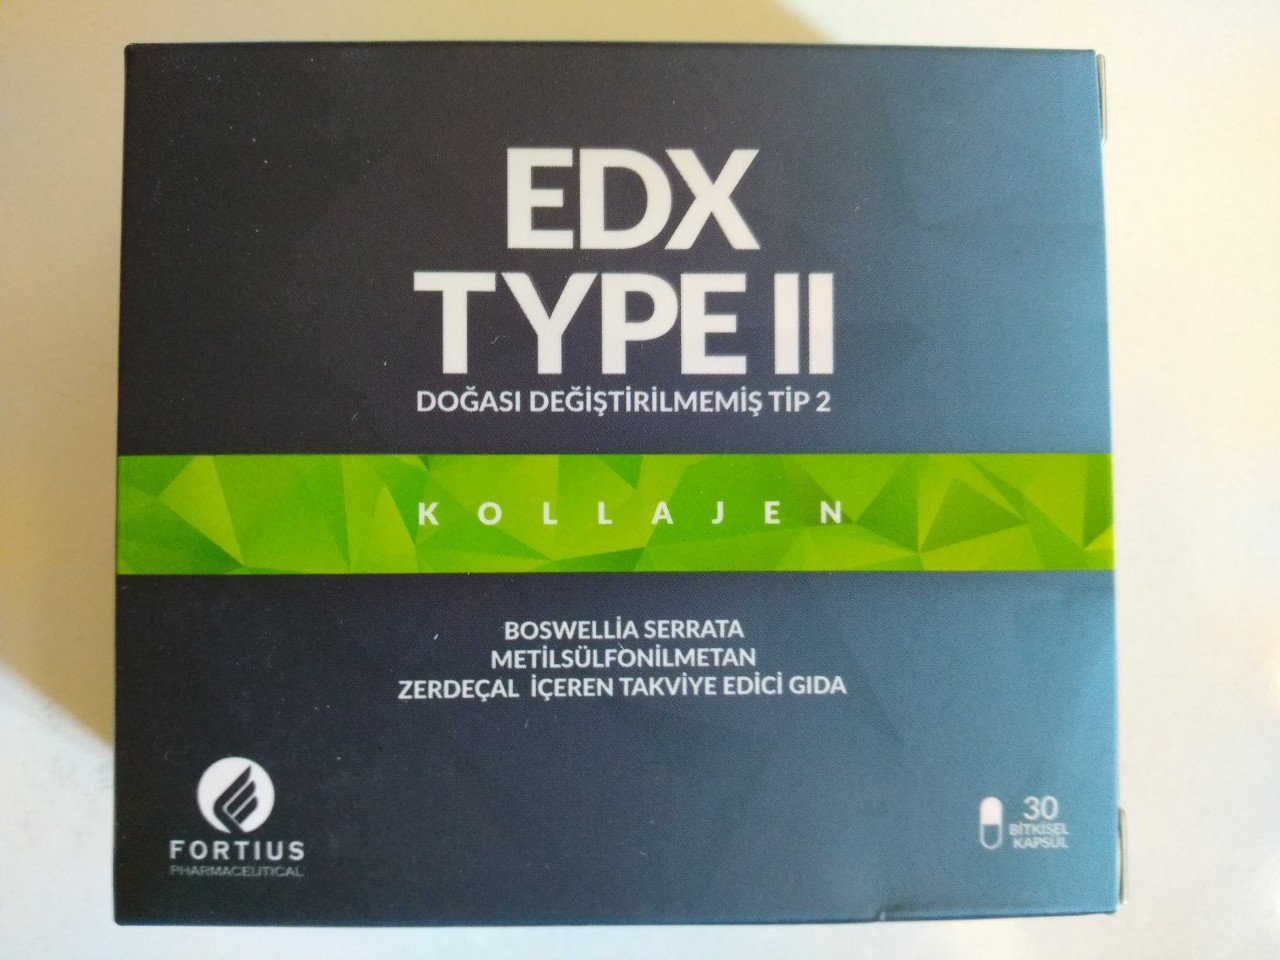 EDX
TYPE II
DOĞASI DEĞİŞTİRİLMEMİŞ TİP 2
KOLLAJEN
BOSWELLİA SERRATA
METİLSÜLFONİLMETAN
ZERDEÇAL İÇEREN TAKVİYE EDİCİ GIDA
FORTIUS
PHARMACEUTICAL
30
BİTKİSEL
KAPSÜL